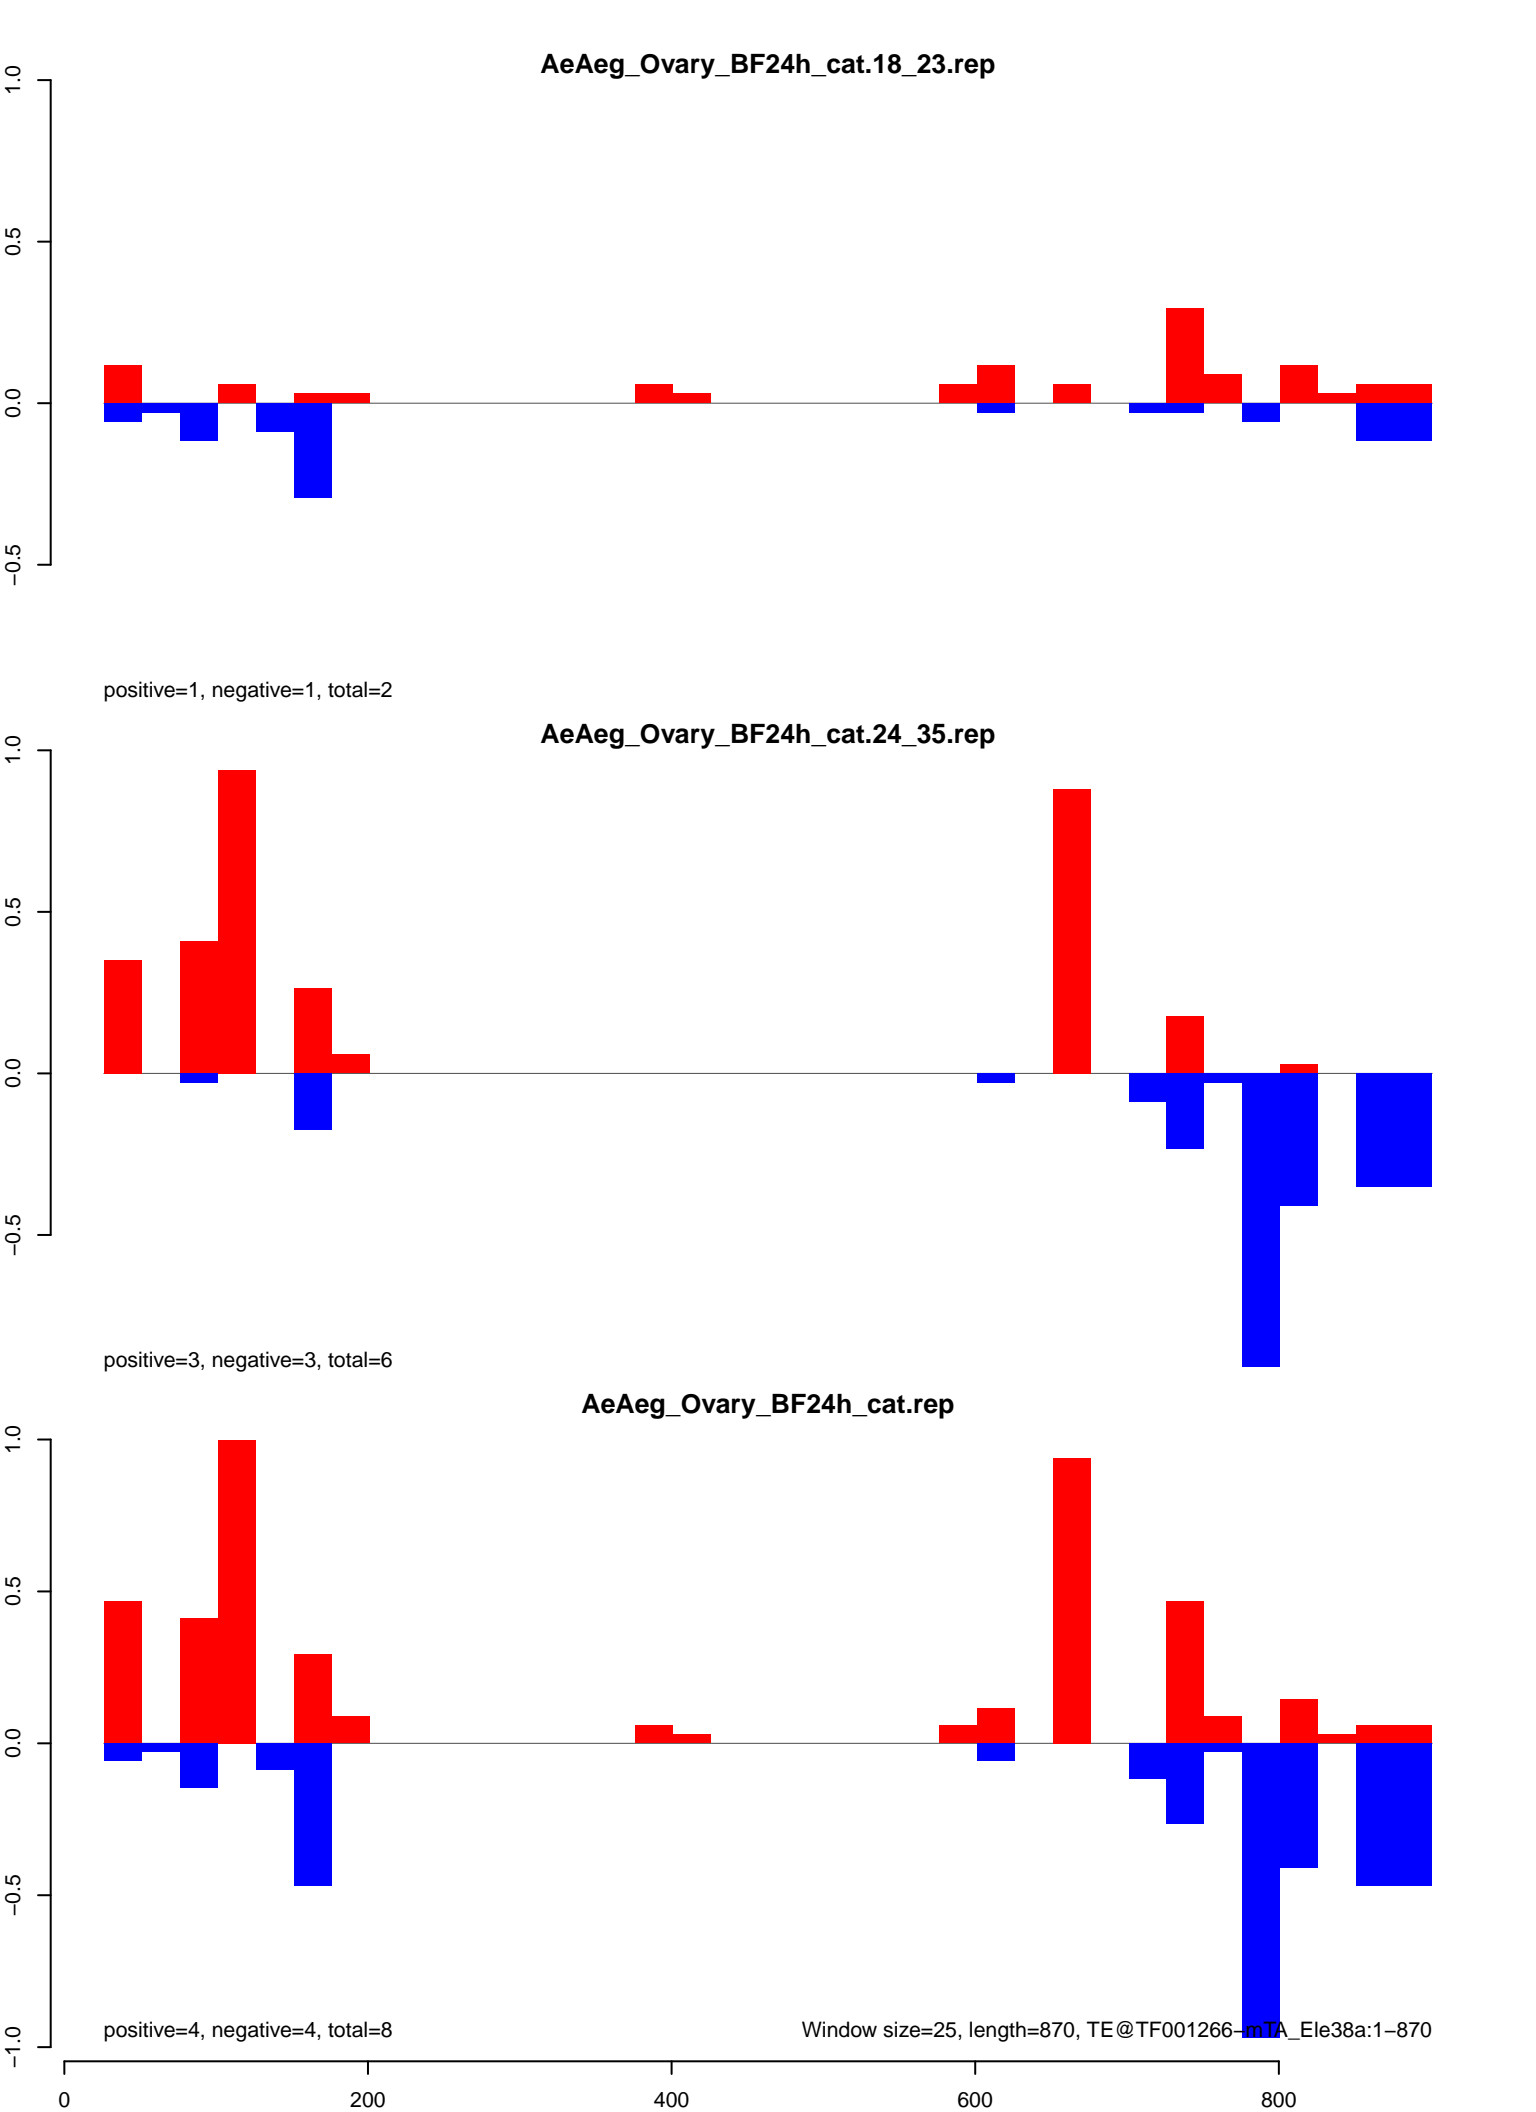 AeAeg_Ovary_BF24h_cat.18_23.rep
1.0
0.5
0.0
−0.5
positive=1, negative=1, total=2
AeAeg_Ovary_BF24h_cat.24_35.rep
1.0
0.5
0.0
−0.5
positive=3, negative=3, total=6
AeAeg_Ovary_BF24h_cat.rep
1.0
0.5
0.0
−0.5
−1.0
positive=4, negative=4, total=8
Window size=25, length=870, TE@TF001266−mTA_Ele38a:1−870
0 200 400 600 800